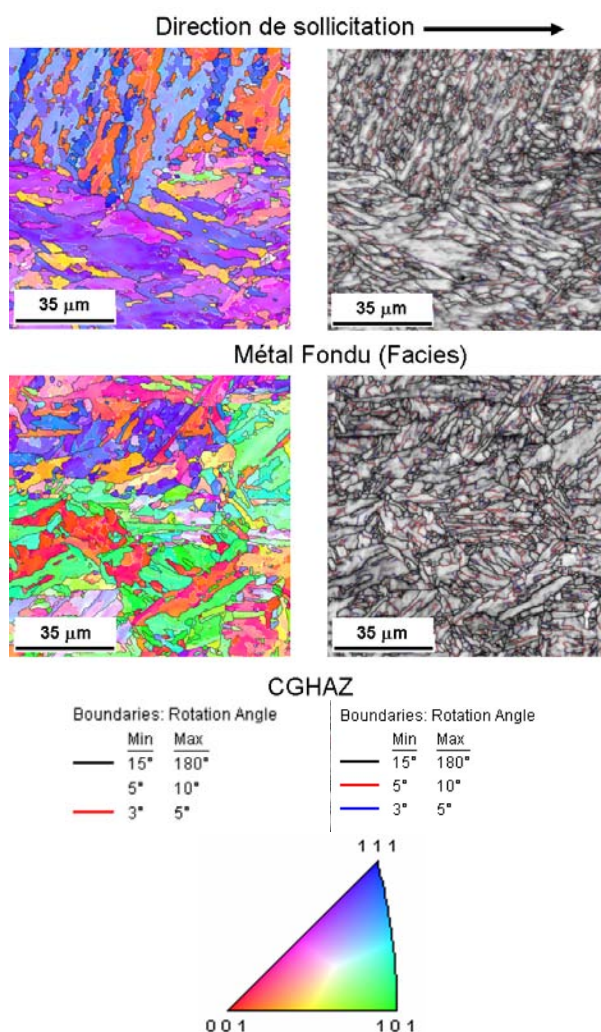 Direction de sollicitation
35 µm
35 µm
Métal Fondu (Facies)
35 µm
35 µm
CGHAZ
Boundaries: Rotation Angle
Min Max
15° 180°
5° 10°
3° 5°
Boundaries: Rotation Angle
Min Max
15° 180°
5° 10°
3° 5°
1 1 1
0 0 1
1 0 1